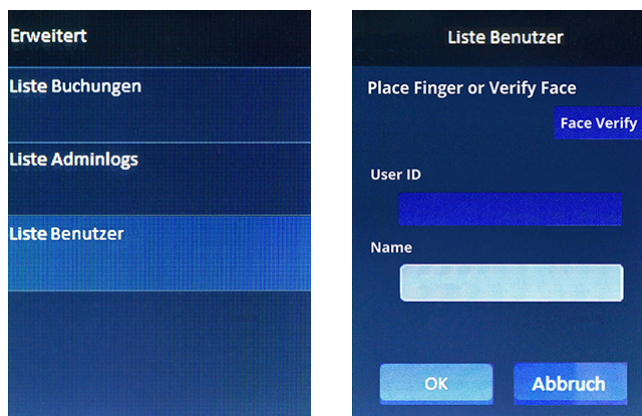 Erweitert
Liste Buchungen
Liste Adminlogs
Liste Benutzer
Liste Benutzer
Place Finger or Verify Face
Face Verify
User ID
Name
OK
Abbruch